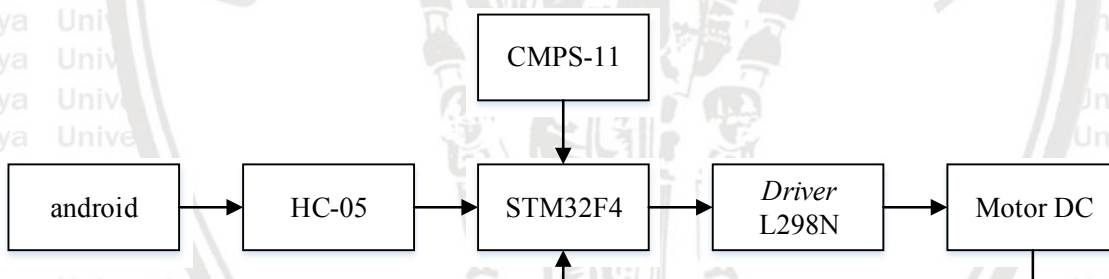 CMPS-11
android
HC-05
STM32F4
Driver
L298N
Motor DC